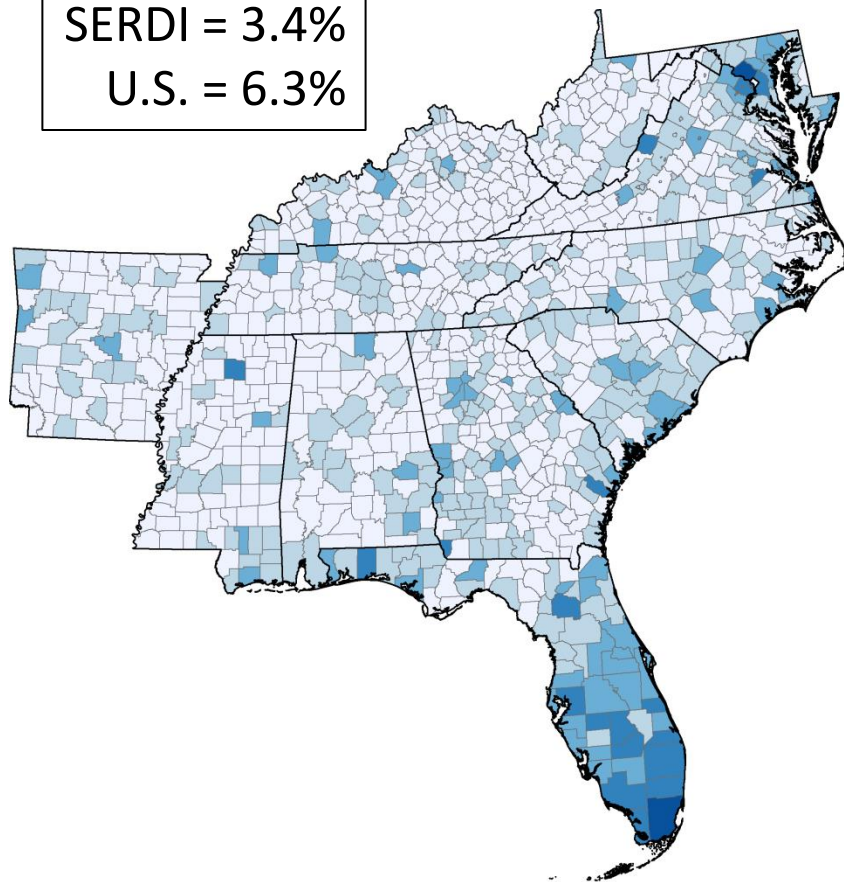 SERDI = 3.4%
U.S. = 6.3%